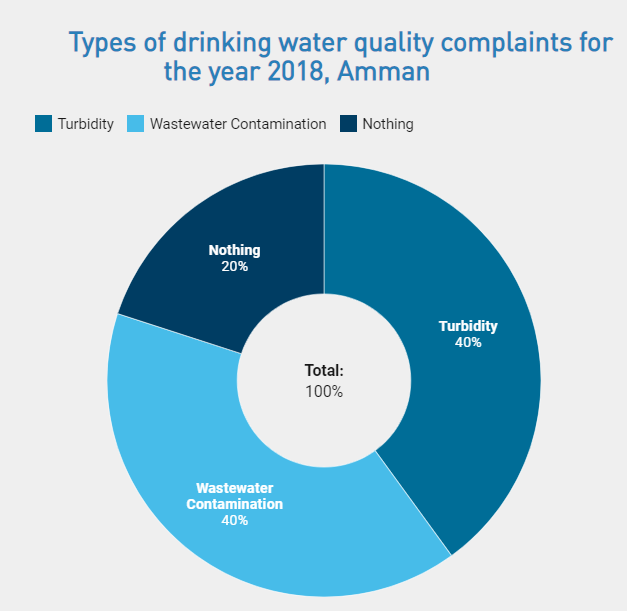 Types of drinking water quality complaints for
the year 2018, Amman
Turbidity Wastewater Contamination Nothing
Nothing
20%
Turbidity
40%
Total:
100%
Wastewater
Contamination
40%